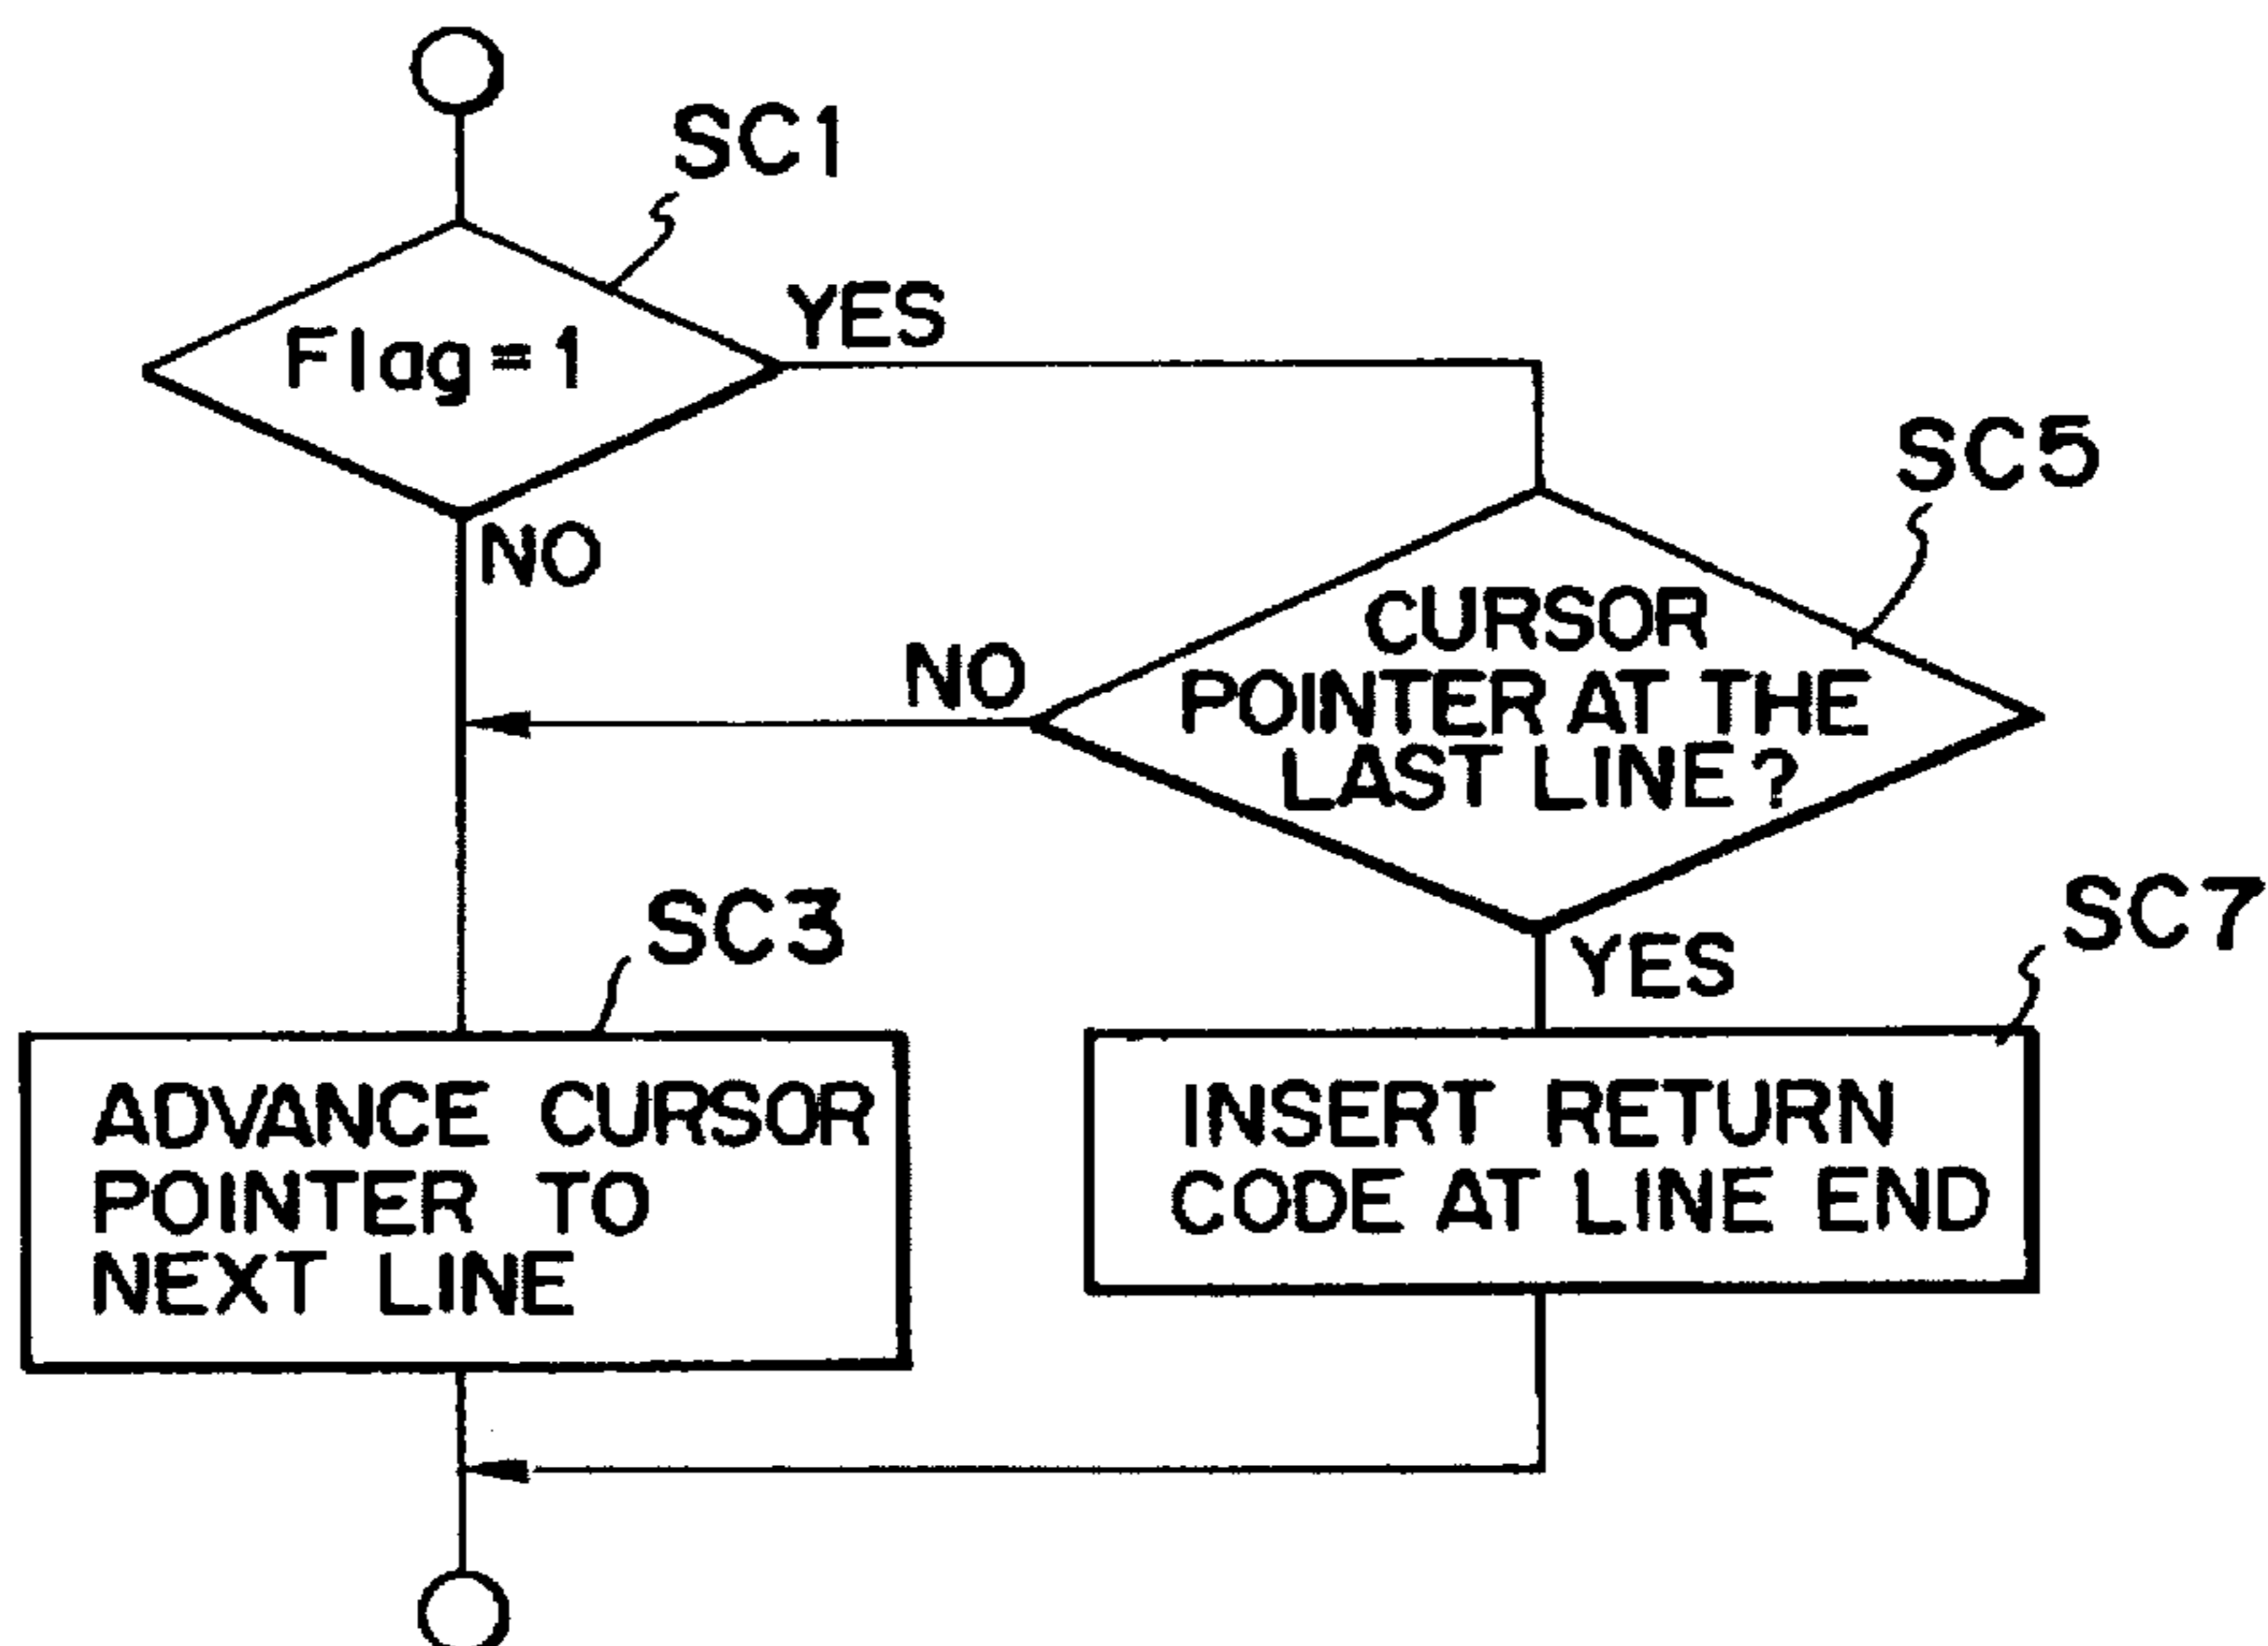 SC1
YES
Flag=1
SC5
NO
CURSOR
POINTER AT THE
LAST LINE?
NO
SC3
SC7
YES
ADVANCE CURSOR
POINTER TO
NEXT LINE
INSERT RETURN
CODE AT LINE END